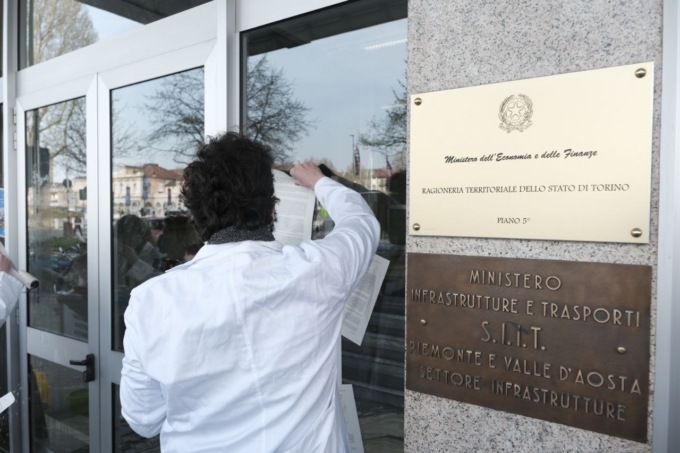 Ministero dell'Economia e delle Finanze
RAGIONERIA TERRITORIALE DELLO STATO DI TORINO
PIANO 5°
MINISTERO
INFRASTRUTTURE E TRASPORTI
S.I.I.T.
PIEMONTE E VALLE D'AOSTA
SETTORE INFRASTRUTTURE